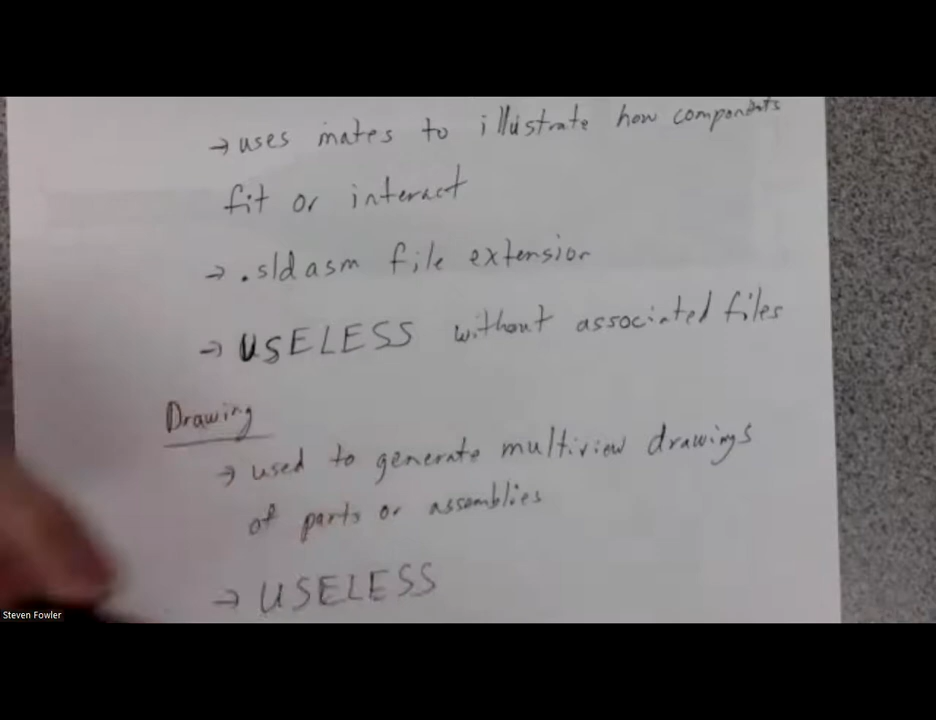 → uses mates to illustrate how components
fit or interact
→ .sldasm file extension
→ USELESS without associated files
Drawing
→ used to generate multiview drawings
of parts or assemblies
→ USELESS
Steven Fowler